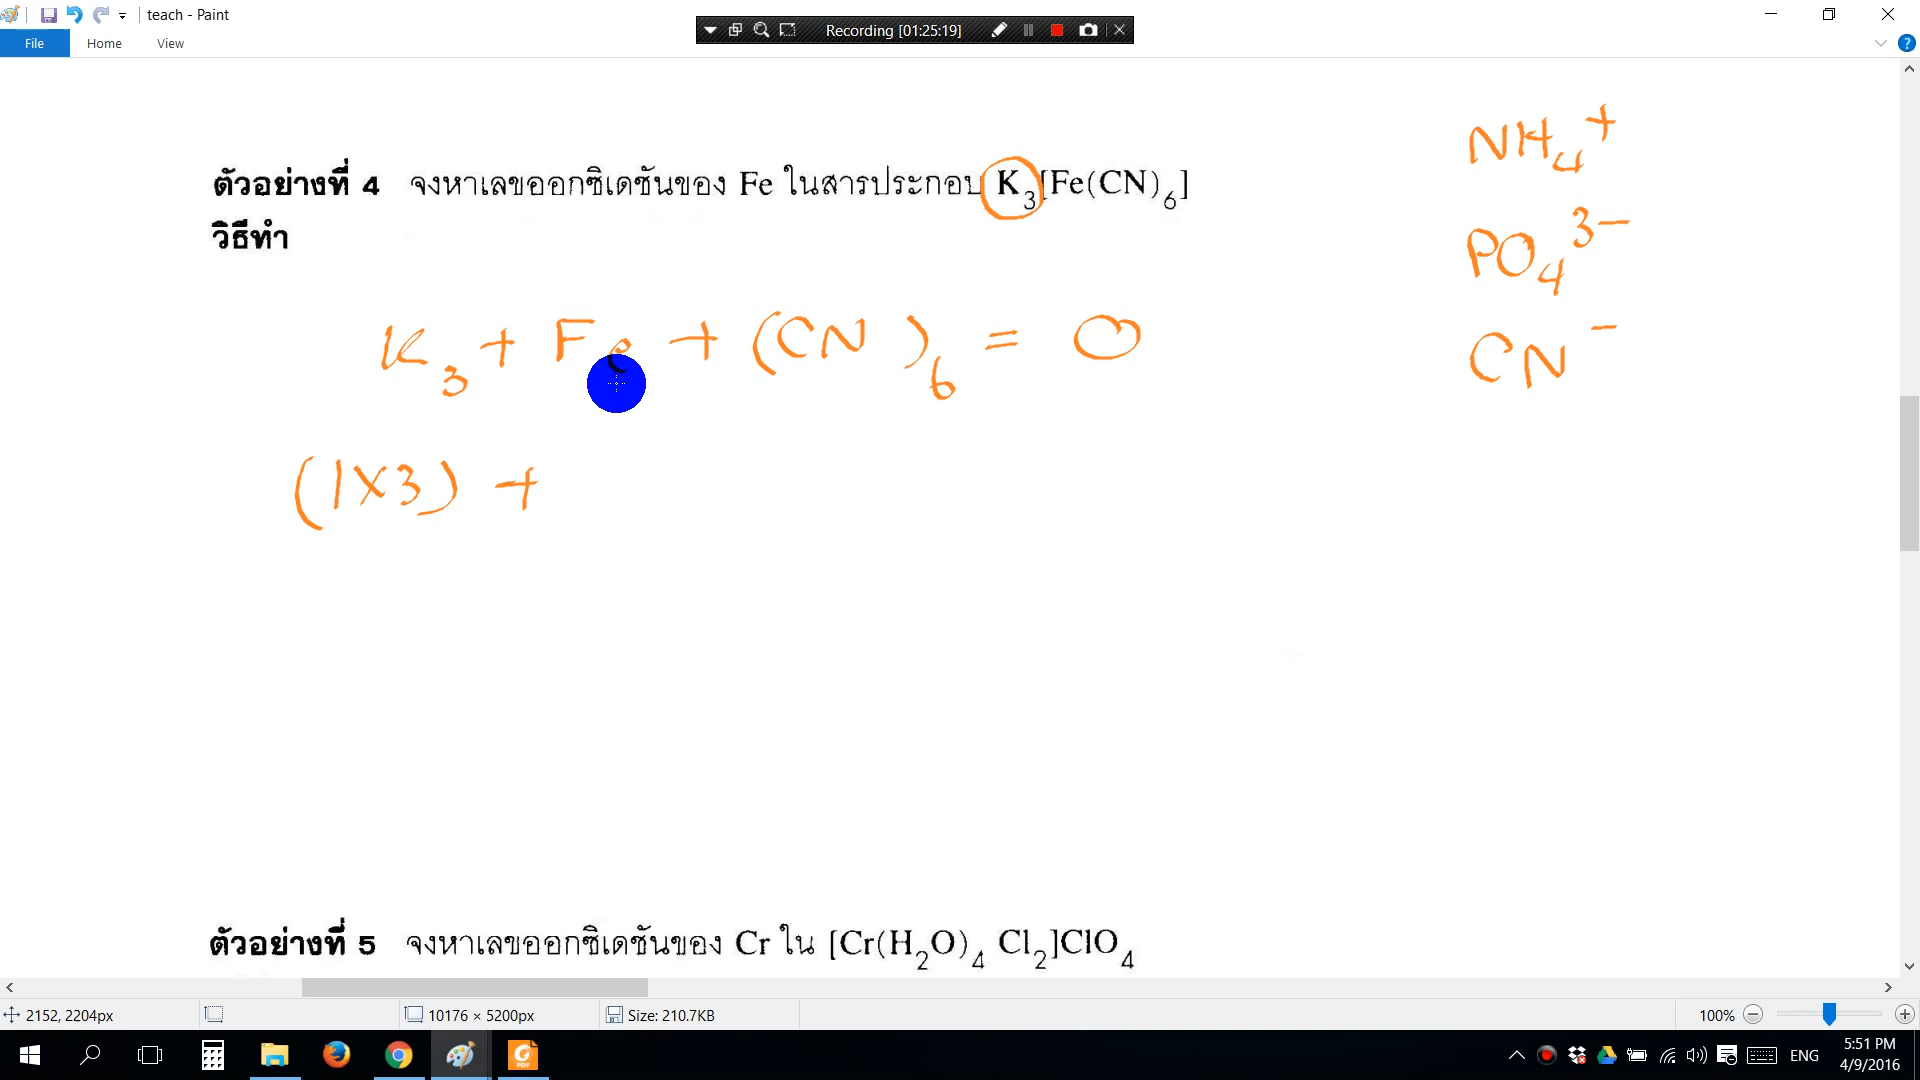 teach - Paint
Recording [01:25:19]
File Home View
ตัวอย่างที่ 4 จงหาเลขออกซิเดชันของ Fe ในสารประกอบ K3[Fe(CN)6]
วิธีทำ
NH4+
PO4 3-
CN-
K3 + Fe + (CN)6 = 0
(1x3) +
ตัวอย่างที่ 5 จงหาเลขออกซิเดชันของ Cr ใน [Cr(H2O)4 Cl2]ClO4
2152, 2204px 10176 × 5200px Size: 210.7KB 100%
ENG
5:51 PM
4/9/2016